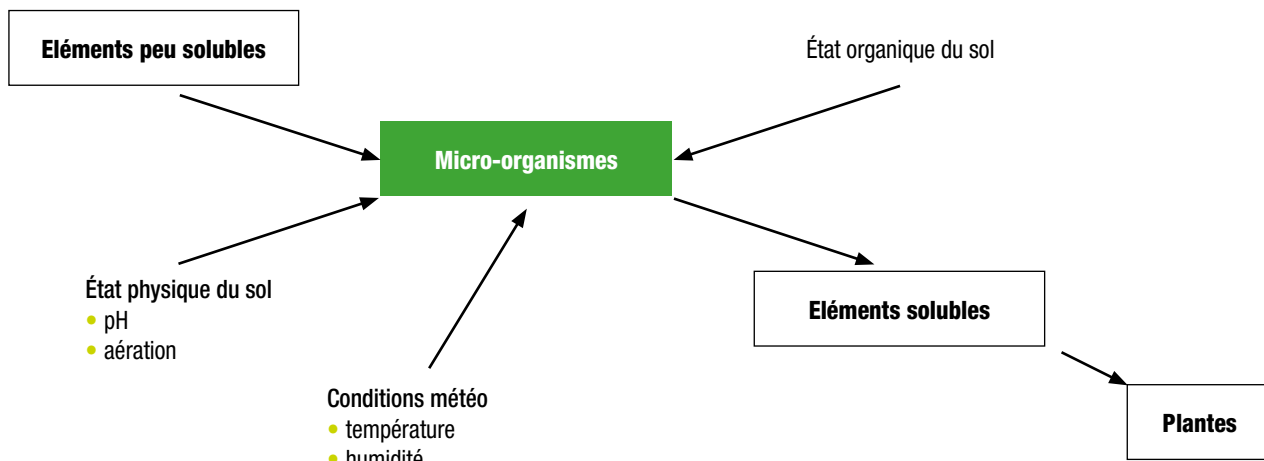 Eléments peu solubles
État organique du sol
Micro-organismes
État physique du sol
• pH
• aération
Eléments solubles
Conditions météo
• température
• humidité
Plantes